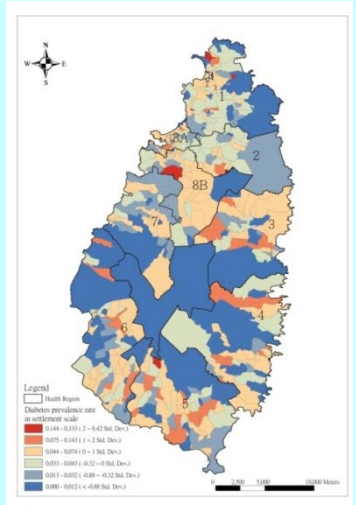 N
W E
S
1
8A
2
8B
3
7
4
6
5
Legend
Health Region
Diabetes prevalence rate
in settlement scale
0.144 - 0.333 ( 2 ~ 8.42 Std. Dev.)
0.075 - 0.143 ( 1 ~ 2 Std. Dev.)
0.044 - 0.074 ( 0 ~ 1 Std. Dev.)
0.033 - 0.043 ( -0.32 ~ 0 Std. Dev.)
0.013 - 0.032 ( -0.88 ~ -0.32 Std. Dev.)
0.000 - 0.012 ( < -0.88 Std. Dev.)
0 2,500 5,000 10,000 Meters